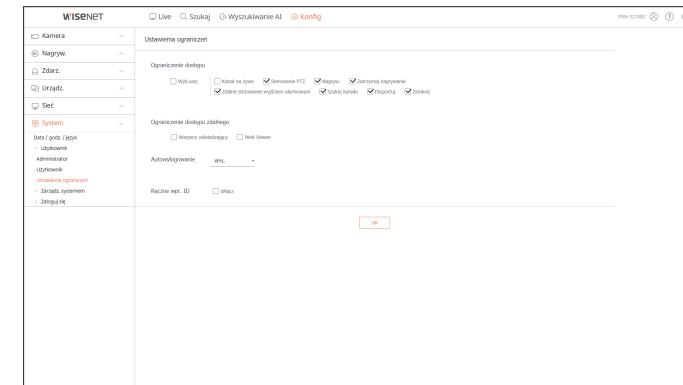 WISENET
Live Szukaj Wyszukiwanie AI Konfig
Kamera
Nagryw.
Zdarz.
Urządz.
Sieć
System
Data / godz. / język
Użytkownik
Administrator
Użytkownik
Ustawienia ograniczeń
Zarządz. systemem
Zaloguj się
Ustawienia ograniczeń
Ograniczenie dostępu
Wyb.wsz. Kanał na żywo Sterowanie PTZ Nagryw. Zatrzymaj nagrywanie
Zdalne sterowanie wyjściem alarmowym Szukaj kanału Eksportuj Zamknij
Ograniczenie dostępu zdalnego
Wszyscy odwiedzający Web Viewer
Autowylogowanie WYŁ.
Ręczne wpr. ID Włącz
OK